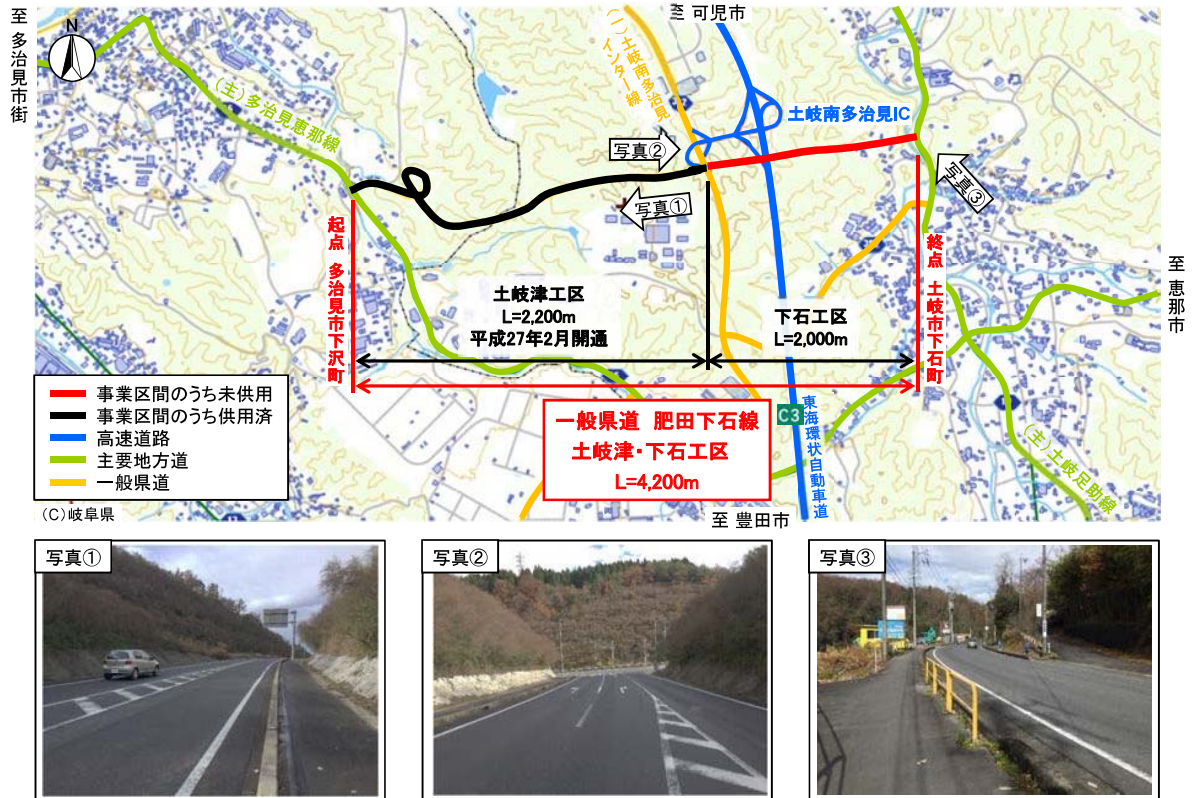 至 多治見市街
N
至 可児市
(一)土岐南多治見
インター線
(主)多治見恵那線
土岐南多治見IC
写真②
写真①
写真③
起点 多治見市下沢町
終点 土岐市下石町
至 恵那市
土岐津工区
L=2,200m
平成27年2月開通
下石工区
L=2,000m
事業区間のうち未供用
事業区間のうち供用済
高速道路
主要地方道
一般県道
一般県道 肥田下石線
土岐津・下石工区
L=4,200m
C3
東海環状自動車道
(主)土岐足助線
(C)岐阜県
至 豊田市
写真①
写真②
写真③